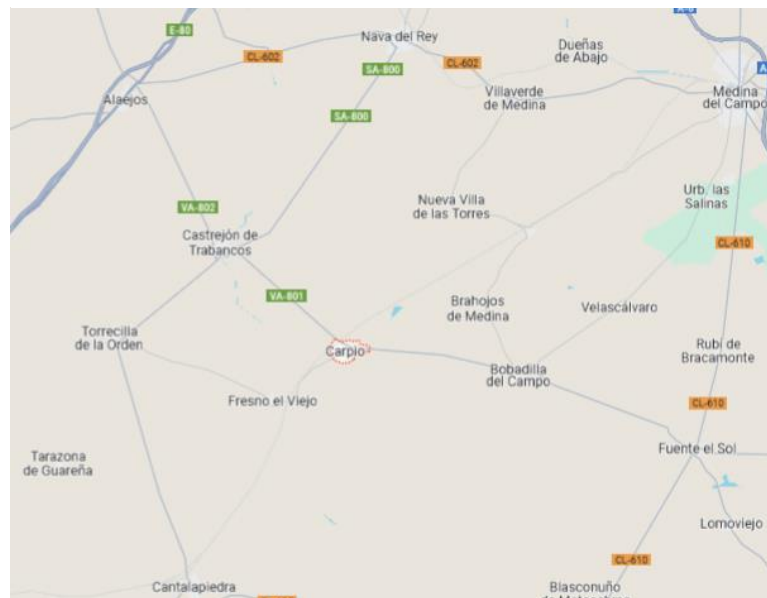 A-6
E-80
Nava del Rey
Dueñas
de Abajo
CL-602
CL-602
SA-800
Medina
del Campo
Villaverde
de Medina
Alaejos
SA-800
Urb. las
Salinas
Nueva Villa
de las Torres
VA-802
Castrejón de
Trabancos
CL-610
VA-801
Brahojos
de Medina
Velascálvaro
Torrecilla
de la Orden
Rubí de
Bracamonte
Carpio
Bobadilla
del Campo
Fresno el Viejo
CL-610
Fuente el Sol
Tarazona
de Guareña
Lomoviejo
CL-610
Cantalapiedra
Blasconuño